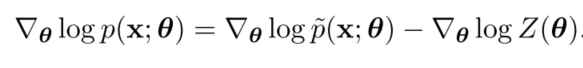 ∇_θ log p(x; θ) = ∇_θ log p̃(x; θ) − ∇_θ log Z(θ).